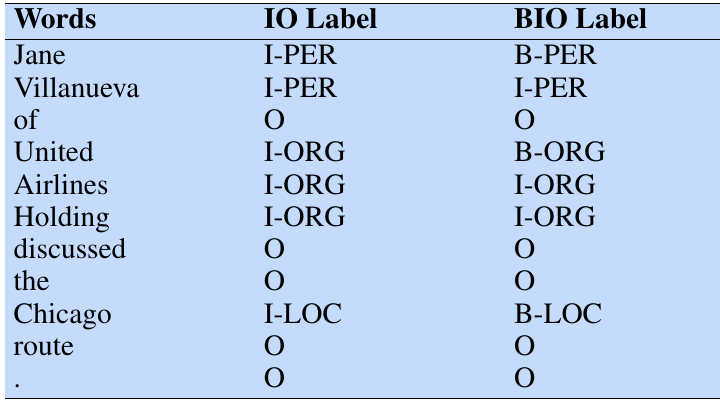 Words IO Label BIO Label
Jane I-PER B-PER
Villanueva I-PER I-PER
of O O
United I-ORG B-ORG
Airlines I-ORG I-ORG
Holding I-ORG I-ORG
discussed O O
the O O
Chicago I-LOC B-LOC
route O O
. O O